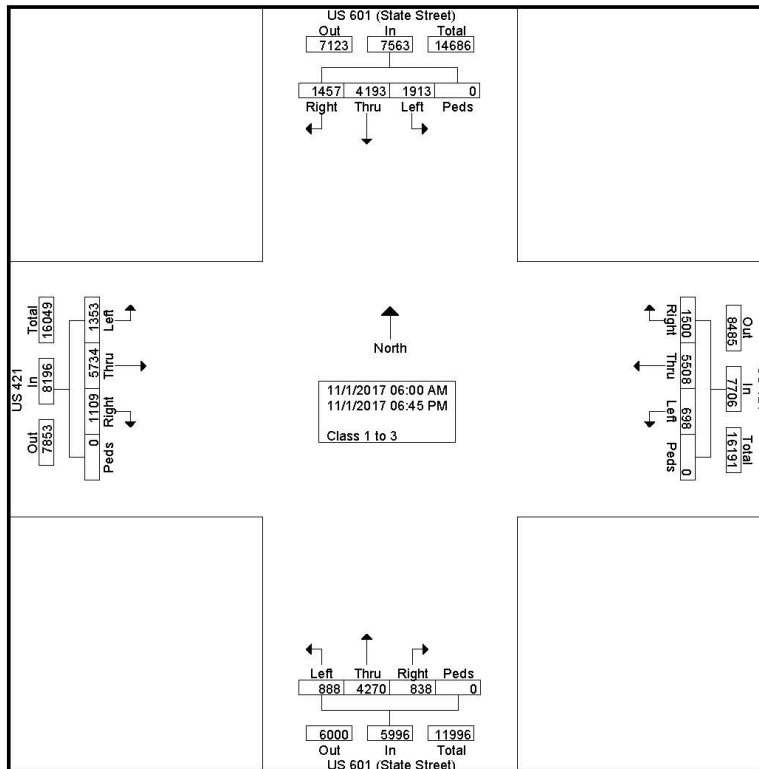 US 601 (State Street)
Out In Total
7123 7563 14686
1457 4193 1913 0
Right Thru Left Peds
US 421
Total In Out
16049 8196 7853
1353 5734 1109 0
Left Thru Right Peds
North
11/1/2017 06:00 AM
11/1/2017 06:45 PM
Class 1 to 3
Right Thru Left Peds
1500 5508 698 0
8485 7706 16191
Out In Total
Left Thru Right Peds
888 4270 838 0
6000 5996 11996
Out In Total
US 601 (State Street)